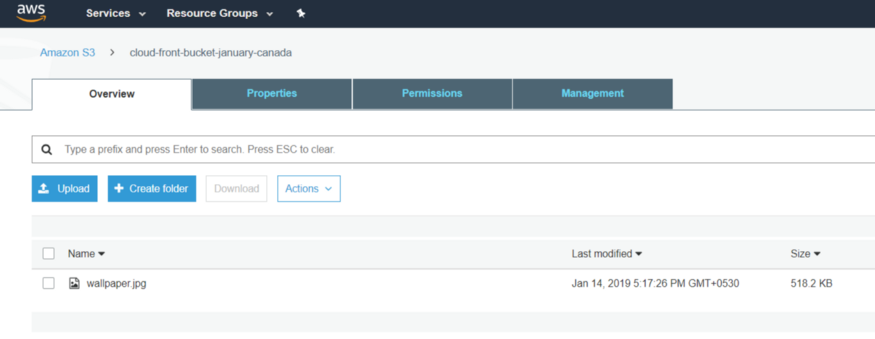 aws Services Resource Groups
Amazon S3 > cloud-front-bucket-january-canada
Overview Properties Permissions Management
Type a prefix and press Enter to search. Press ESC to clear.
Upload + Create folder Download Actions
Name Last modified Size
wallpaper.jpg Jan 14, 2019 5:17:26 PM GMT+0530 518.2 KB